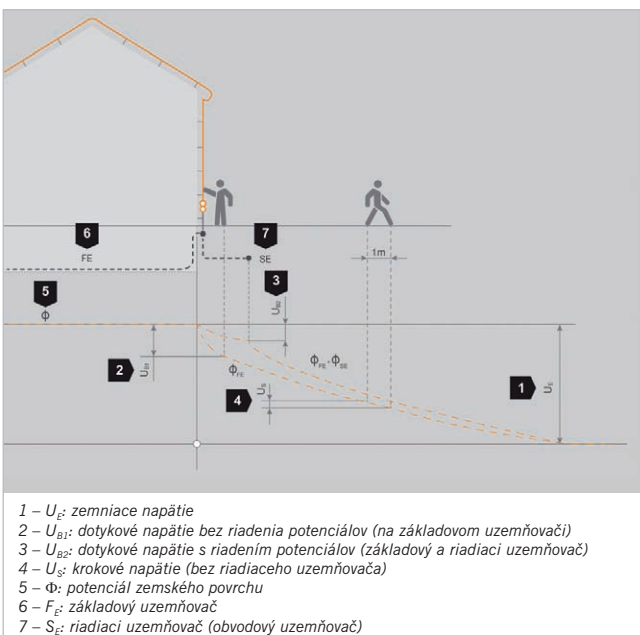 6
FE
7
SE
1m
3
U_B2
5
Φ
2
U_B1
Φ_FE
Φ_FE+Φ_SE
U_S
4
1
U_E
1 – U_E: zemniace napätie
2 – U_B1: dotykové napätie bez riadenia potenciálov (na základovom uzemňovači)
3 – U_B2: dotykové napätie s riadením potenciálov (základový a riadiaci uzemňovač)
4 – U_S: krokové napätie (bez riadiaceho uzemňovača)
5 – Φ: potenciál zemského povrchu
6 – F_E: základový uzemňovač
7 – S_E: riadiaci uzemňovač (obvodový uzemňovač)